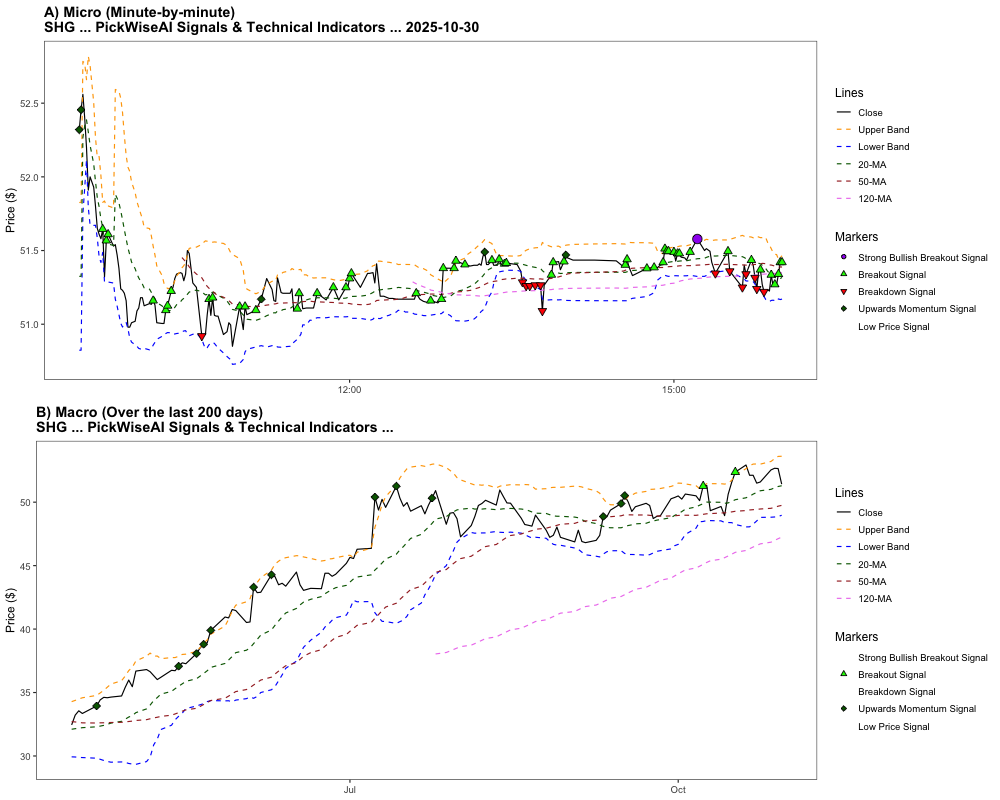 A) Micro (Minute-by-minute)
SHG ... PickWiseAI Signals & Technical Indicators ... 2025-10-30
Price ($)
52.5
52.0
51.5
51.0
12:00
15:00
Lines
Close
Upper Band
Lower Band
20-MA
50-MA
120-MA
Markers
Strong Bullish Breakout Signal
Breakout Signal
Breakdown Signal
Upwards Momentum Signal
Low Price Signal
B) Macro (Over the last 200 days)
SHG ... PickWiseAI Signals & Technical Indicators ...
Price ($)
50
45
40
35
30
Jul
Oct
Lines
Close
Upper Band
Lower Band
20-MA
50-MA
120-MA
Markers
Strong Bullish Breakout Signal
Breakout Signal
Breakdown Signal
Upwards Momentum Signal
Low Price Signal